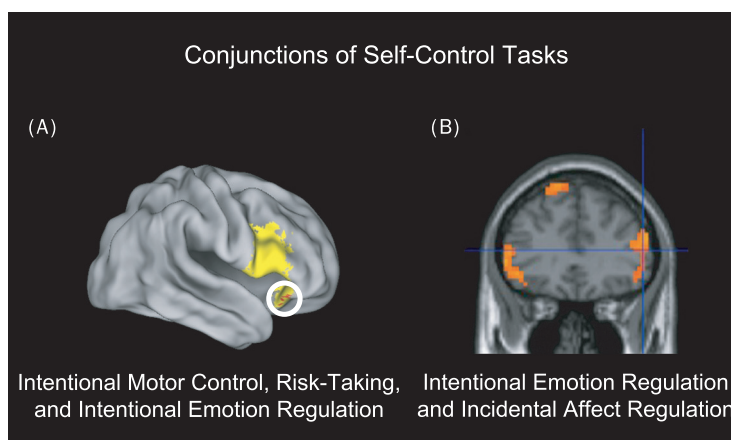 Conjunctions of Self-Control Tasks
(A)
(B)
Intentional Motor Control, Risk-Taking,
and Intentional Emotion Regulation
Intentional Emotion Regulation
and Incidental Affect Regulation